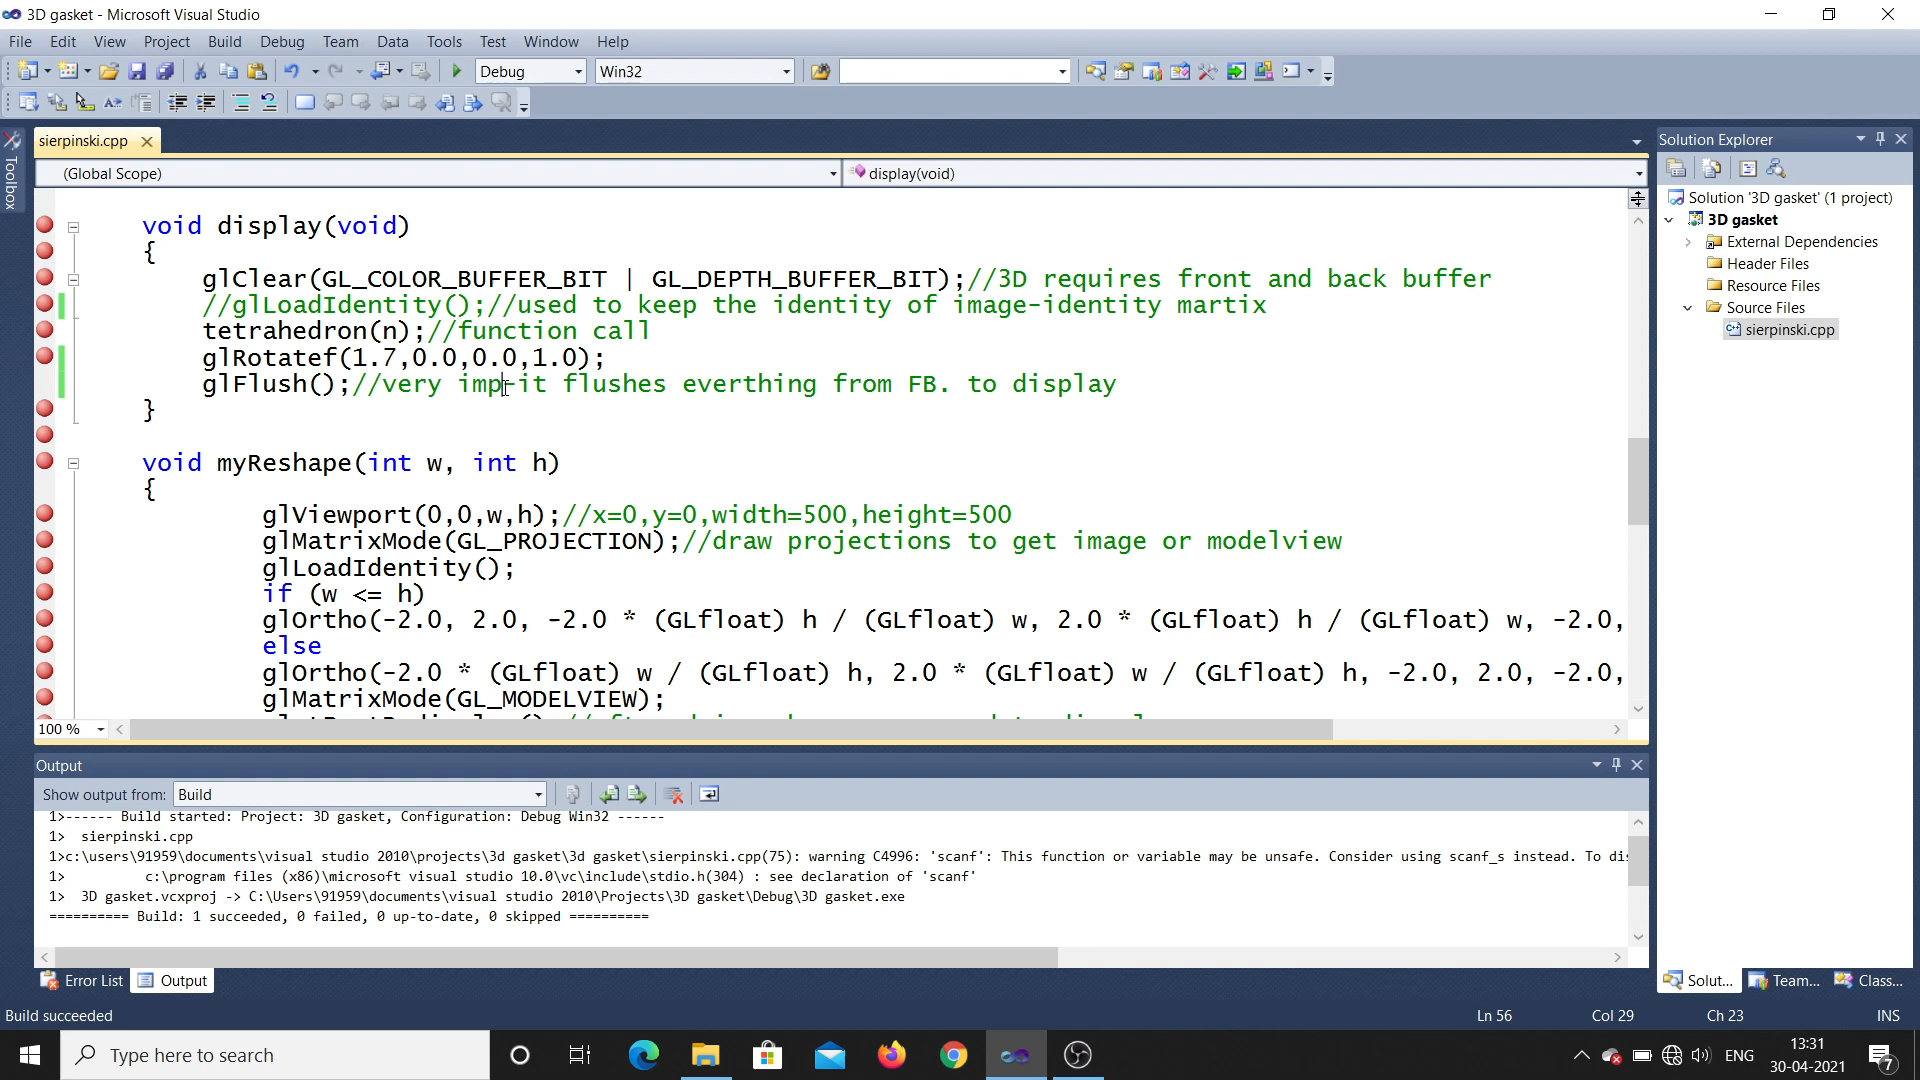 3D gasket - Microsoft Visual Studio
File Edit View Project Build Debug Team Data Tools Test Window Help
Debug Win32
sierpinski.cpp
(Global Scope) display(void)
Toolbox
void display(void)
{
glClear(GL_COLOR_BUFFER_BIT | GL_DEPTH_BUFFER_BIT);//3D requires front and back buffer
//glLoadIdentity();//used to keep the identity of image-identity martix
tetrahedron(n);//function call
glRotatef(1.7,0.0,0.0,1.0);
glFlush();//very imp-it flushes everthing from FB. to display
}
void myReshape(int w, int h)
{
glViewport(0,0,w,h);//x=0,y=0,width=500,height=500
glMatrixMode(GL_PROJECTION);//draw projections to get image or modelview
glLoadIdentity();
if (w <= h)
glOrtho(-2.0, 2.0, -2.0 * (GLfloat) h / (GLfloat) w, 2.0 * (GLfloat) h / (GLfloat) w, -2.0,
else
glOrtho(-2.0 * (GLfloat) w / (GLfloat) h, 2.0 * (GLfloat) w / (GLfloat) h, -2.0, 2.0, -2.0,
glMatrixMode(GL_MODELVIEW);
100 %
Solution Explorer
Solution '3D gasket' (1 project)
3D gasket
External Dependencies
Header Files
Resource Files
Source Files
sierpinski.cpp
Output
Show output from: Build
1>------ Build started: Project: 3D gasket, Configuration: Debug Win32 ------
1> sierpinski.cpp
1>c:\users\91959\documents\visual studio 2010\projects\3d gasket\3d gasket\sierpinski.cpp(75): warning C4996: 'scanf': This function or variable may be unsafe. Consider using scanf_s instead. To
1> c:\program files (x86)\microsoft visual studio 10.0\vc\include\stdio.h(304) : see declaration of 'scanf'
1> 3D gasket.vcxproj -> C:\Users\91959\documents\visual studio 2010\Projects\3D gasket\Debug\3D gasket.exe
========== Build: 1 succeeded, 0 failed, 0 up-to-date, 0 skipped ==========
Error List Output
Solut... Team... Class...
Build succeeded Ln 56 Col 29 Ch 23 INS
Type here to search
ENG
13:31
30-04-2021
7